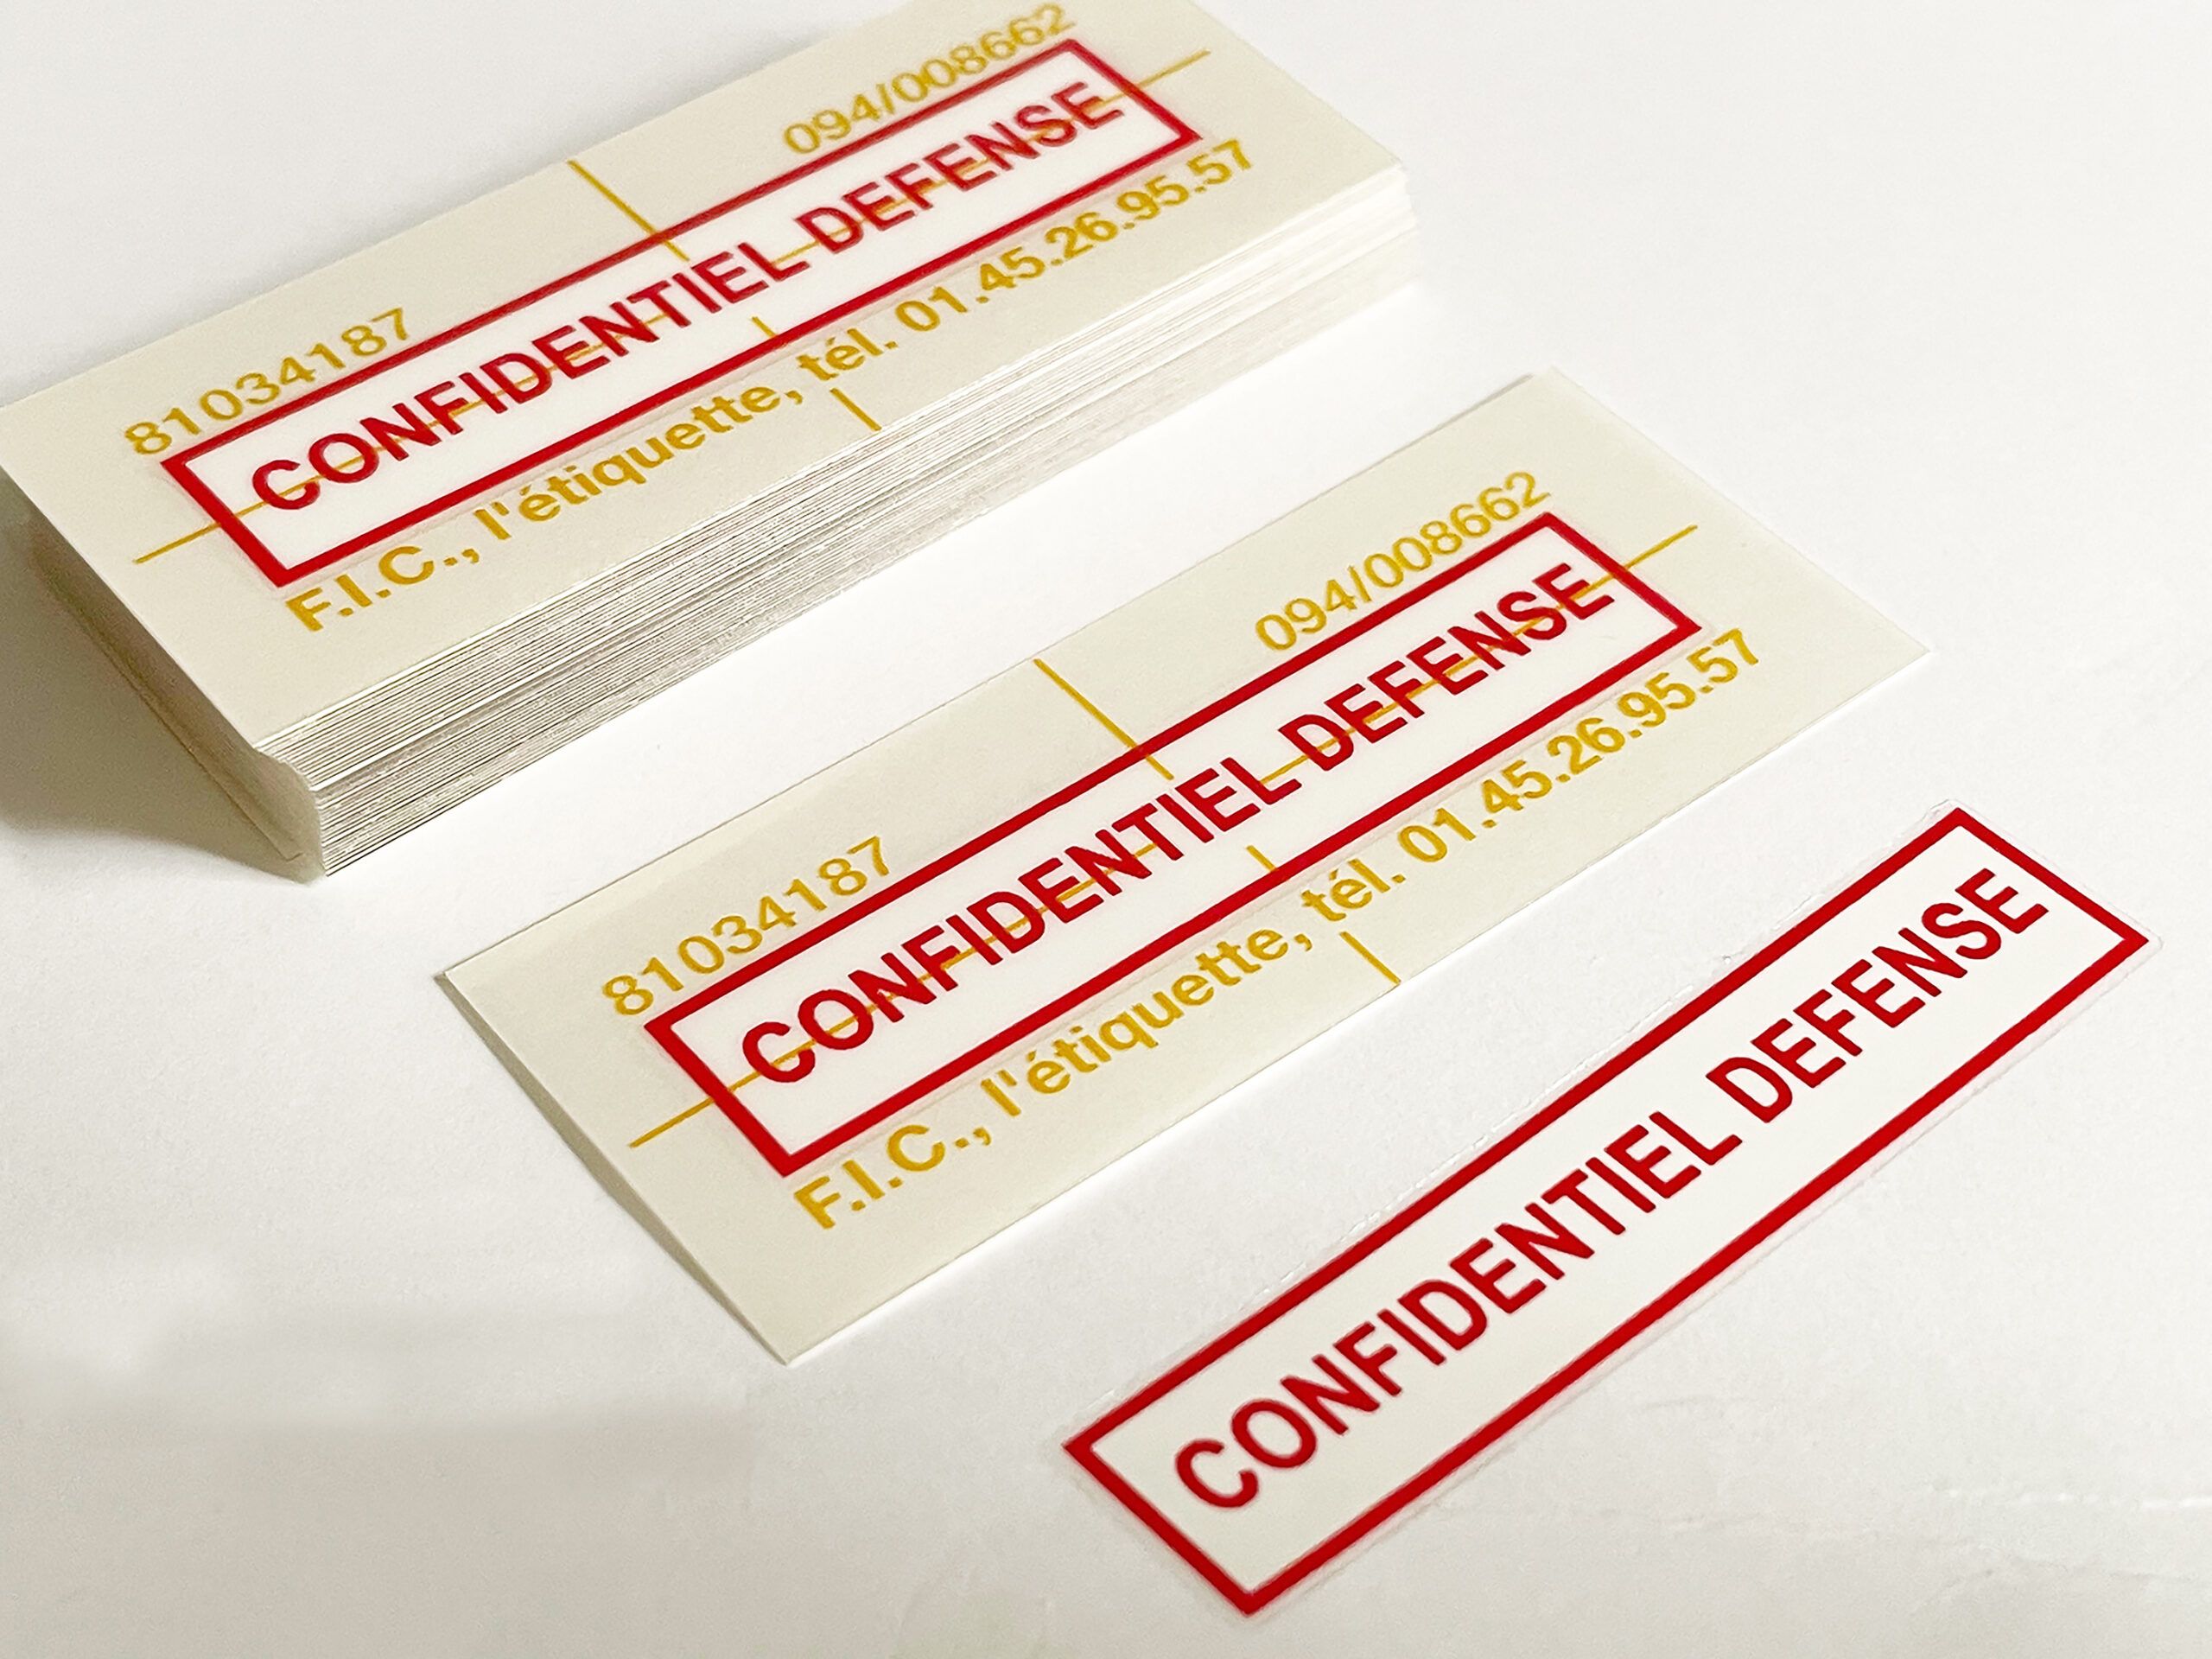 81034187 094/008662
CONFIDENTIEL DEFENSE
F.I.C., l'étiquette, tél. 01.45.26.95.57
81034187 094/008662
CONFIDENTIEL DEFENSE
F.I.C., l'étiquette, tél. 01.45.26.95.57
CONFIDENTIEL DEFENSE